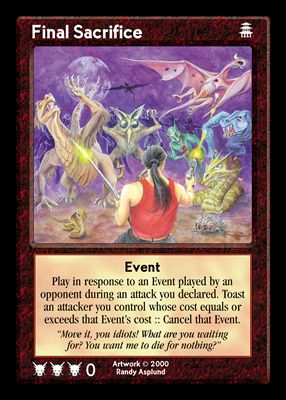 Final Sacrifice
Event
Play in response to an Event played by an
opponent during an attack you declared. Toast
an attacker you control whose cost equals or
exceeds that Event's cost :: Cancel that Event.
"Move it, you idiots! What are you waiting
for? You want me to die for nothing?"
0
Artwork © 2000
Randy Asplund